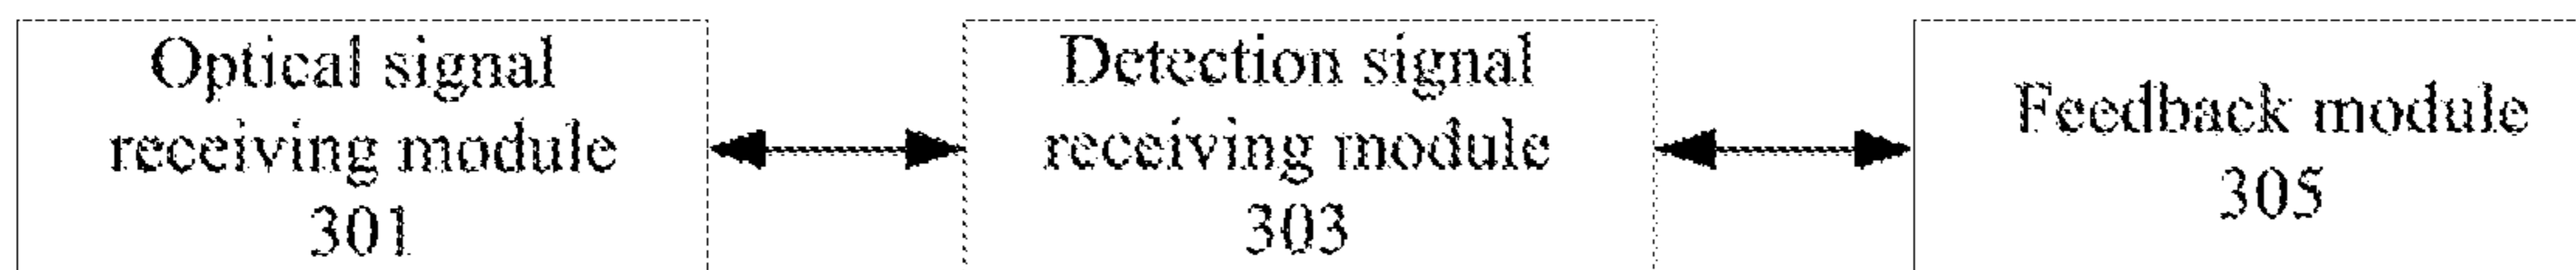 Optical signal
receiving module
301
Detection signal
receiving module
303
Feedback module
305